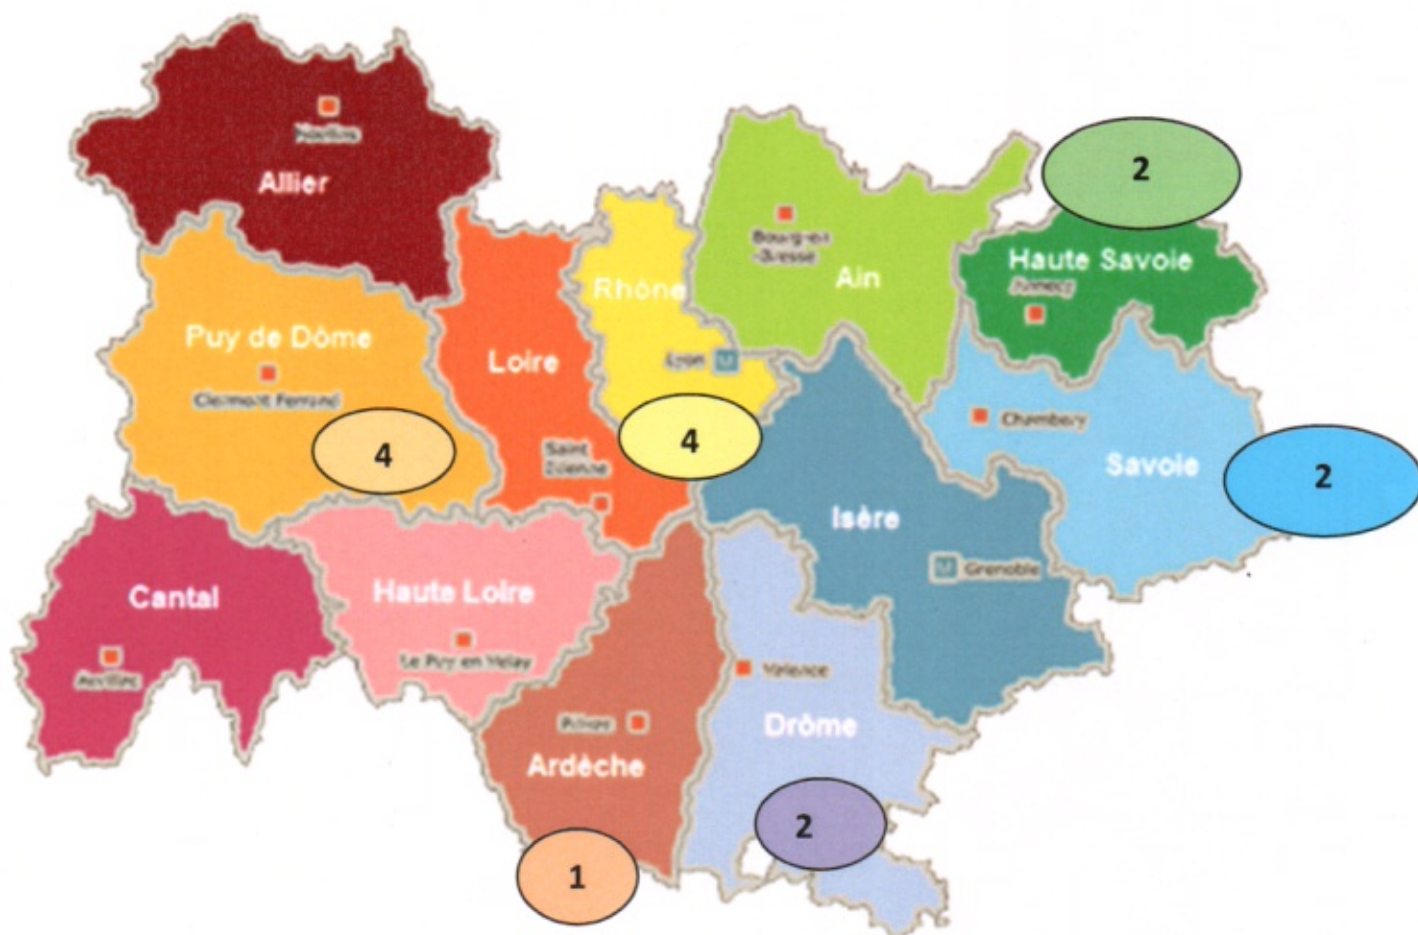 Moulins
Allier
2
Bourg-en
-Bresse
Ain
Haute Savoie
Annecy
Rhône
Lyon
M
Puy de Dôme
Clermont Ferrand
Loire
4
4
Saint
Etienne
Chambery
Savoie
2
Isère
M
Grenoble
Cantal
Aurillac
Haute Loire
Le Puy en Velay
Valence
Drôme
Privas
Ardèche
2
1